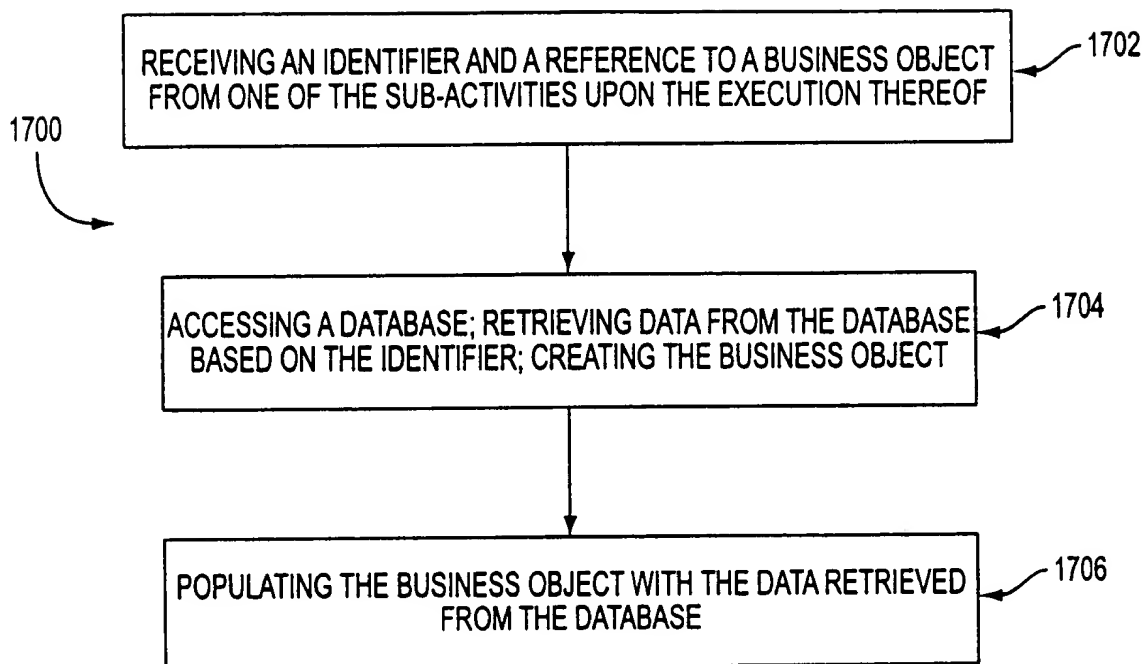 RECEIVING AN IDENTIFIER AND A REFERENCE TO A BUSINESS OBJECT
FROM ONE OF THE SUB-ACTIVITIES UPON THE EXECUTION THEREOF
1702
1700
ACCESSING A DATABASE; RETRIEVING DATA FROM THE DATABASE
BASED ON THE IDENTIFIER; CREATING THE BUSINESS OBJECT
1704
POPULATING THE BUSINESS OBJECT WITH THE DATA RETRIEVED
FROM THE DATABASE
1706